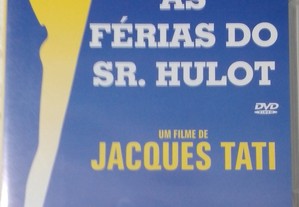 AS
FÉRIAS DO
SR. HULOT
DVD
UM FILME DE
JACQUES TATI